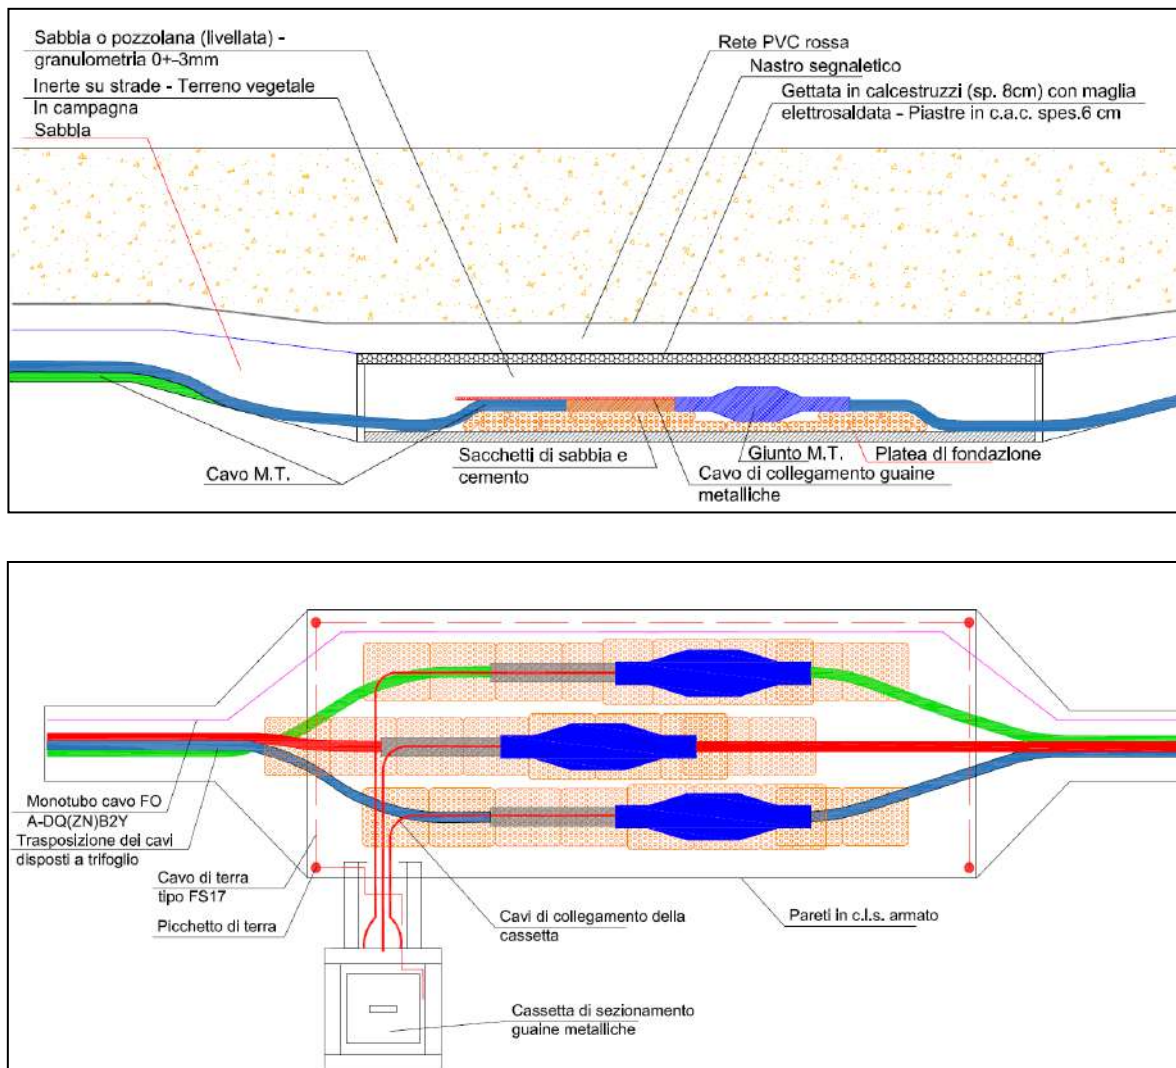 Sabbia o pozzolana (livellata) -
granulometria 0+-3mm
Inerte su strade - Terreno vegetale
In campagna
Sabbia
Rete PVC rossa
Nastro segnaletico
Gettata in calcestruzzi (sp. 8cm) con maglia
elettrosaldata - Piastre in c.a.c. spes.6 cm
Cavo M.T.
Sacchetti di sabbia e
cemento
Giunto M.T.
Cavo di collegamento guaine
metalliche
Platea di fondazione
Monotubo cavo FO
A-DQ(ZN)B2Y
Trasposizione dei cavi
disposti a trifoglio
Cavo di terra
tipo FS17
Picchetto di terra
Cavi di collegamento della
cassetta
Pareti in c.l.s. armato
Cassetta di sezionamento
guaine metalliche